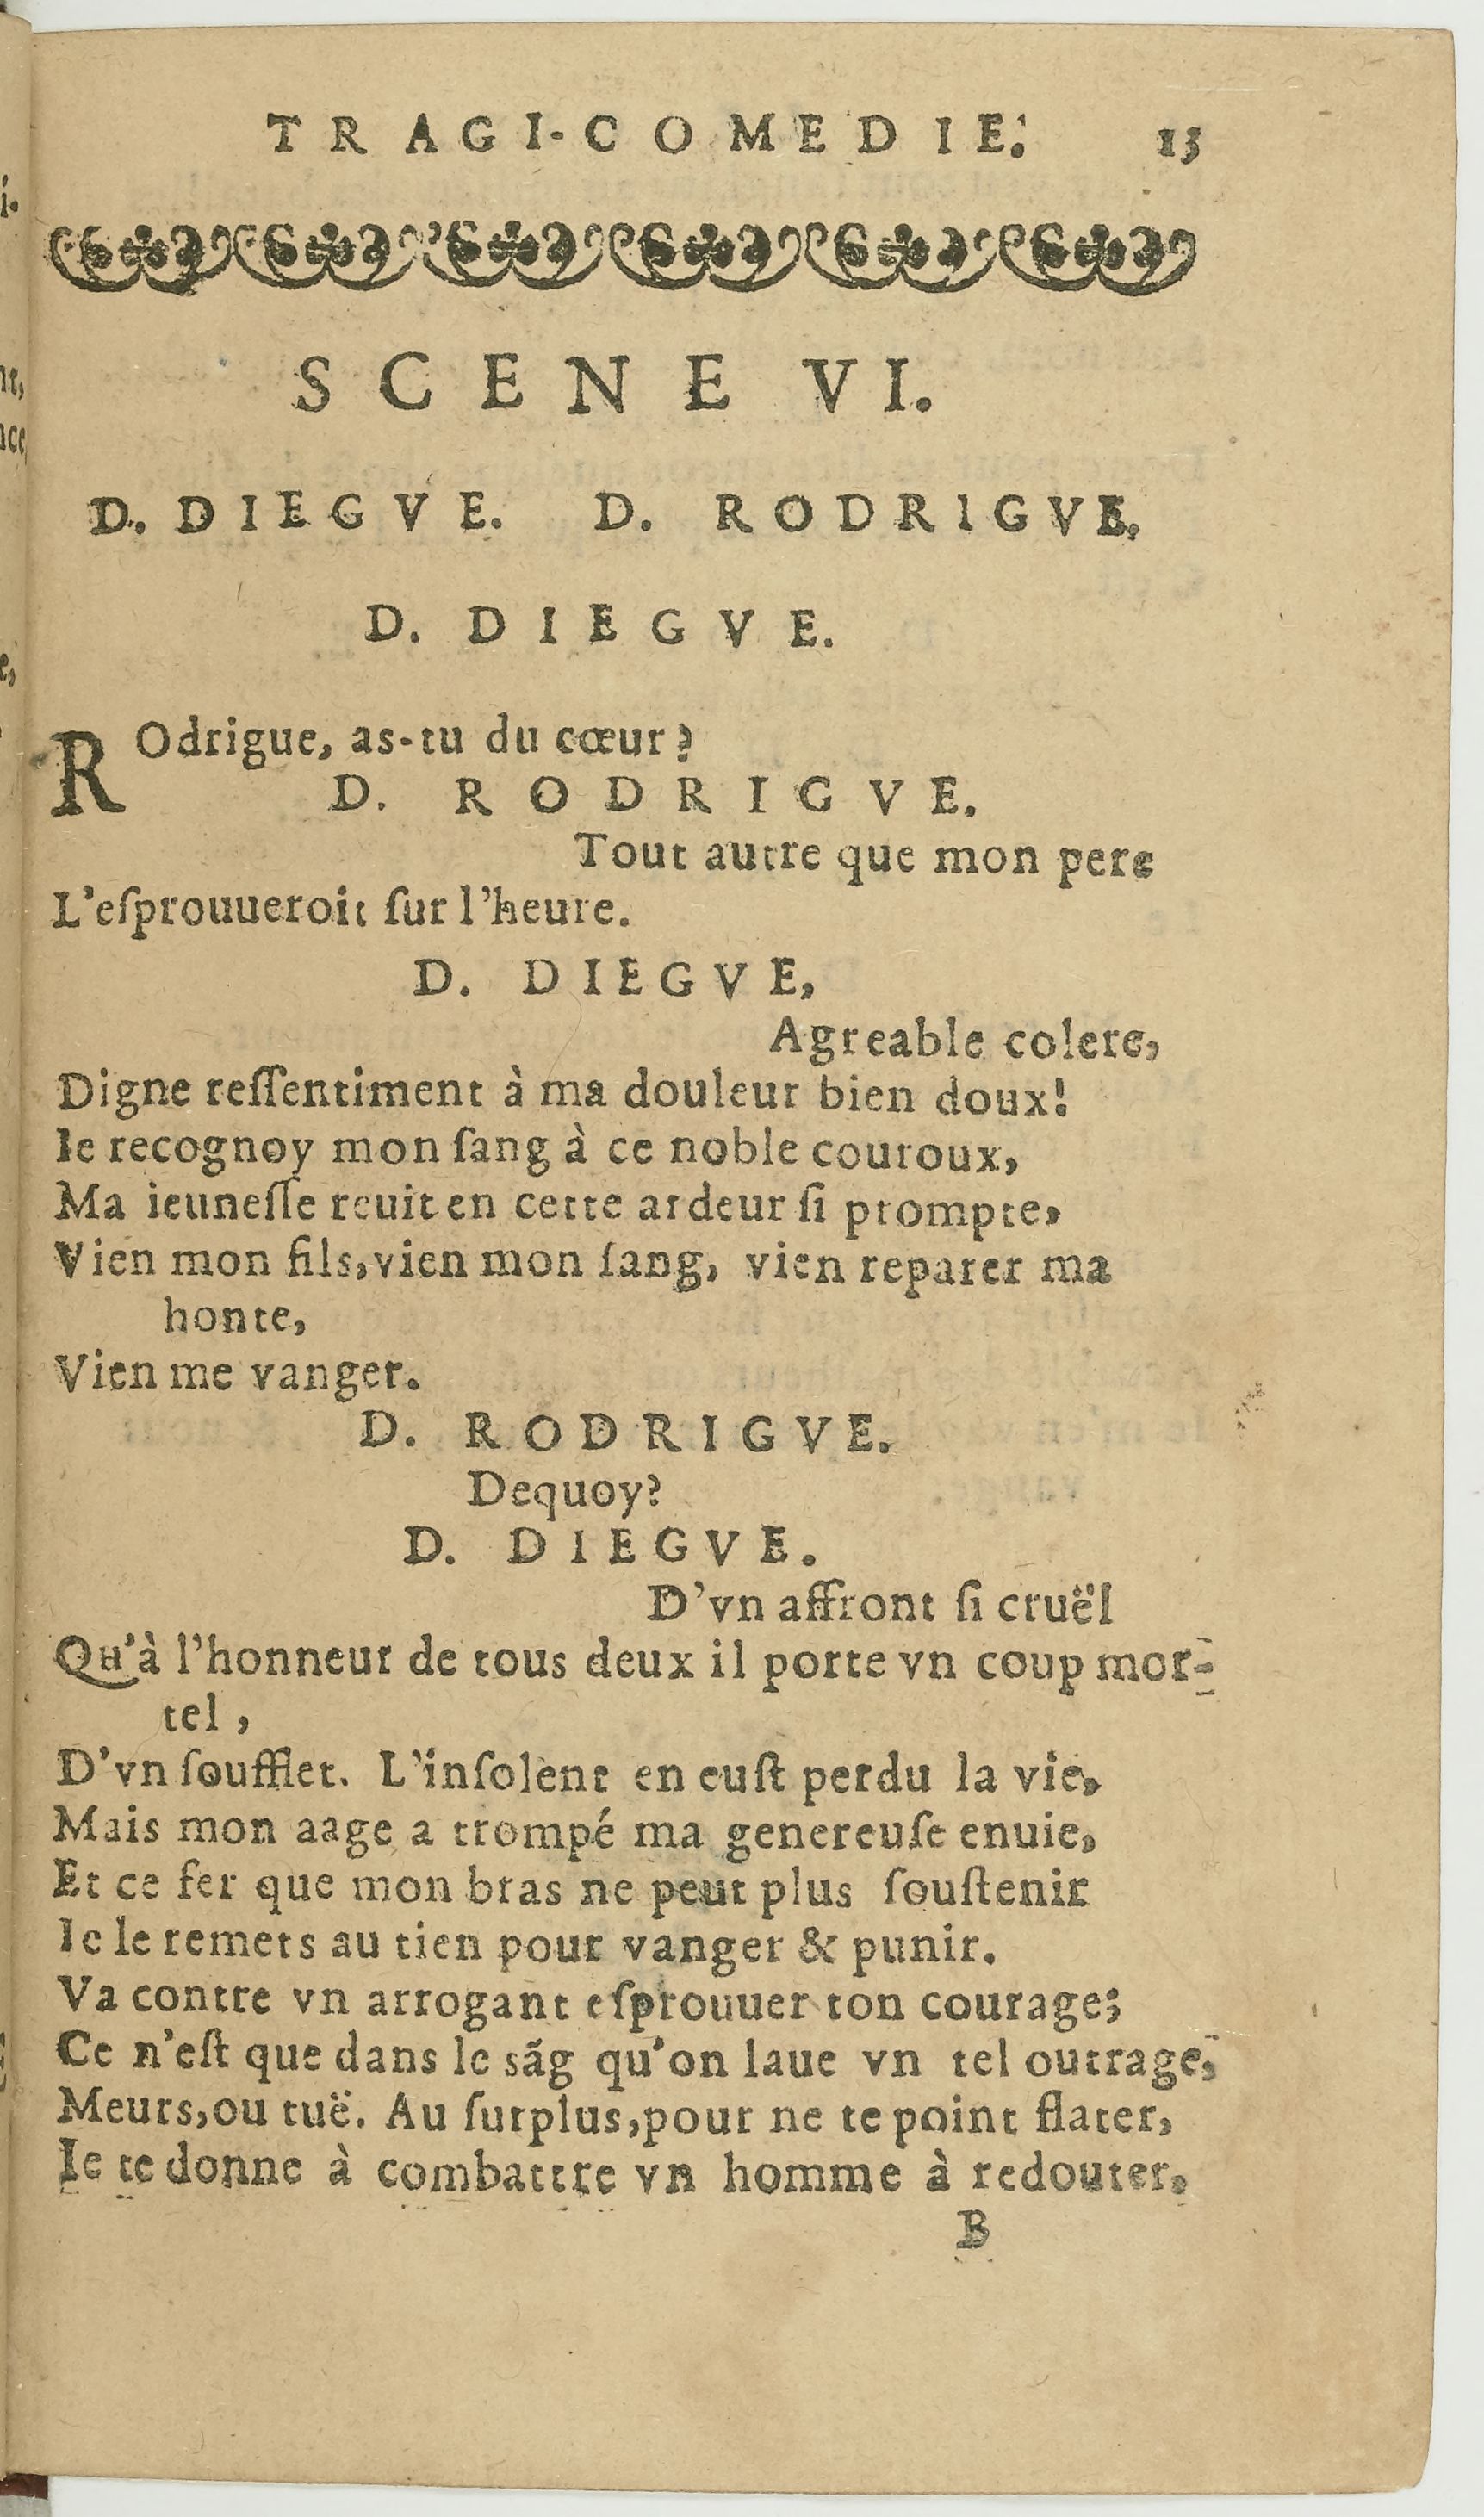 TRAGI-COMEDIE. 13
SCENE VI.
D. DIEGVE. D. RODRIGVE,
D. DIEGVE.
ROdrigue, as-tu du cœur?
D. RODRIGVE.
Tout autre que mon pere
L'eſprouueroit ſur l'heure.
D. DIEGVE,
Agreable colere,
Digne reſſentiment à ma douleur bien doux!
Ie recognoy mon ſang à ce noble couroux,
Ma ieuneſſe reuit en cette ardeur ſi prompte,
Vien mon fils, vien mon ſang, vien reparer ma
honte,
Vien me vanger.
D. RODRIGVE.
Dequoy?
D. DIEGVE.
D'vn affront ſi cruël
Qu'à l'honneur de tous deux il porte vn coup mor-
tel,
D'vn ſoufflet. L'inſolent en euſt perdu la vie,
Mais mon aage a trompé ma genereuſe enuie,
Et ce fer que mon bras ne peut plus ſouſtenir
Ie le remets au tien pour vanger & punir.
Va contre vn arrogant eſprouuer ton courage;
Ce n'eſt que dans le sãg qu'on laue vn tel outrage,
Meurs, ou tuë. Au ſurplus, pour ne te point flater,
Ie te donne à combattre vn homme à redouter,
B